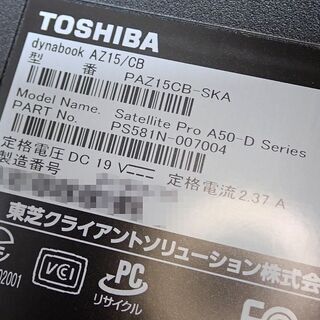 TOSHIBA
dynabook AZ15/CB
型 番 PAZ15CB-SKA
Model Name. Satellite Pro A50-D Series
PART No. PS581N-007004
定格電圧 DC 19 V 定格電流 2.37 A
製造番号
東芝クライアントソリューション株式会
02001
VCI
PC
リサイクル